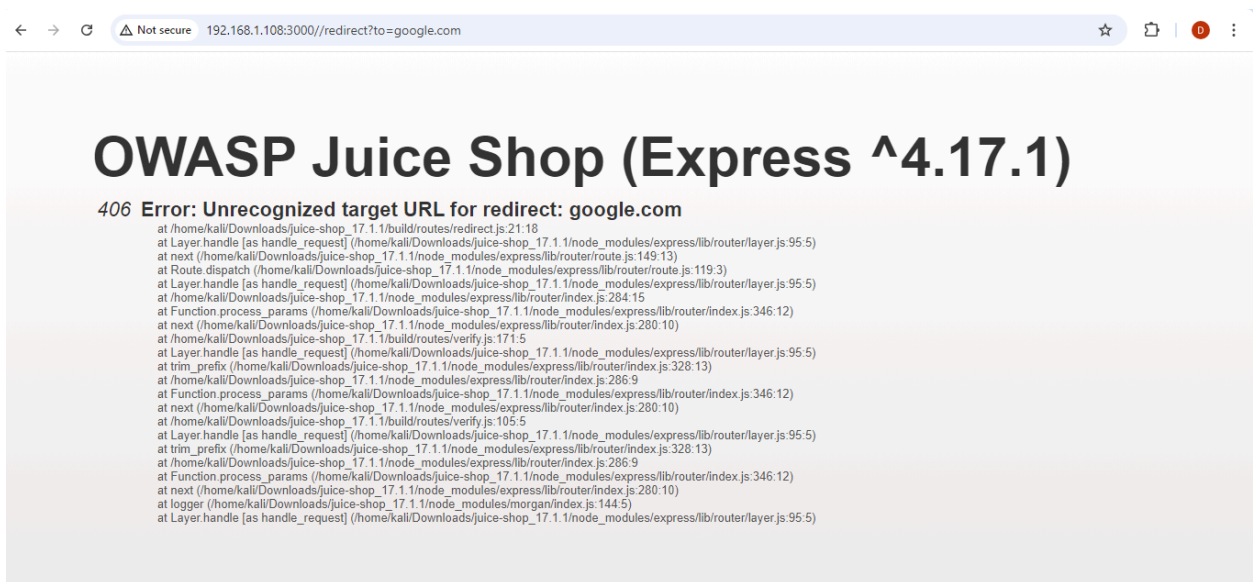 Not secure 192.168.1.108:3000//redirect?to=google.com D
OWASP Juice Shop (Express ^4.17.1)
406 Error: Unrecognized target URL for redirect: google.com
at /home/kali/Downloads/juice-shop_17.1.1/build/routes/redirect.js:21:18
at Layer.handle [as handle_request] (/home/kali/Downloads/juice-shop_17.1.1/node_modules/express/lib/router/layer.js:95:5)
at next (/home/kali/Downloads/juice-shop_17.1.1/node_modules/express/lib/router/route.js:149:13)
at Route.dispatch (/home/kali/Downloads/juice-shop_17.1.1/node_modules/express/lib/router/route.js:119:3)
at Layer.handle [as handle_request] (/home/kali/Downloads/juice-shop_17.1.1/node_modules/express/lib/router/layer.js:95:5)
at /home/kali/Downloads/juice-shop_17.1.1/node_modules/express/lib/router/index.js:284:15
at Function.process_params (/home/kali/Downloads/juice-shop_17.1.1/node_modules/express/lib/router/index.js:346:12)
at next (/home/kali/Downloads/juice-shop_17.1.1/node_modules/express/lib/router/index.js:280:10)
at /home/kali/Downloads/juice-shop_17.1.1/build/routes/verify.js:171:5
at Layer.handle [as handle_request] (/home/kali/Downloads/juice-shop_17.1.1/node_modules/express/lib/router/layer.js:95:5)
at trim_prefix (/home/kali/Downloads/juice-shop_17.1.1/node_modules/express/lib/router/index.js:328:13)
at /home/kali/Downloads/juice-shop_17.1.1/node_modules/express/lib/router/index.js:286:9
at Function.process_params (/home/kali/Downloads/juice-shop_17.1.1/node_modules/express/lib/router/index.js:346:12)
at next (/home/kali/Downloads/juice-shop_17.1.1/node_modules/express/lib/router/index.js:280:10)
at /home/kali/Downloads/juice-shop_17.1.1/build/routes/verify.js:105:5
at Layer.handle [as handle_request] (/home/kali/Downloads/juice-shop_17.1.1/node_modules/express/lib/router/layer.js:95:5)
at trim_prefix (/home/kali/Downloads/juice-shop_17.1.1/node_modules/express/lib/router/index.js:328:13)
at /home/kali/Downloads/juice-shop_17.1.1/node_modules/express/lib/router/index.js:286:9
at Function.process_params (/home/kali/Downloads/juice-shop_17.1.1/node_modules/express/lib/router/index.js:346:12)
at next (/home/kali/Downloads/juice-shop_17.1.1/node_modules/express/lib/router/index.js:280:10)
at logger (/home/kali/Downloads/juice-shop_17.1.1/node_modules/morgan/index.js:144:5)
at Layer.handle [as handle_request] (/home/kali/Downloads/juice-shop_17.1.1/node_modules/express/lib/router/layer.js:95:5)